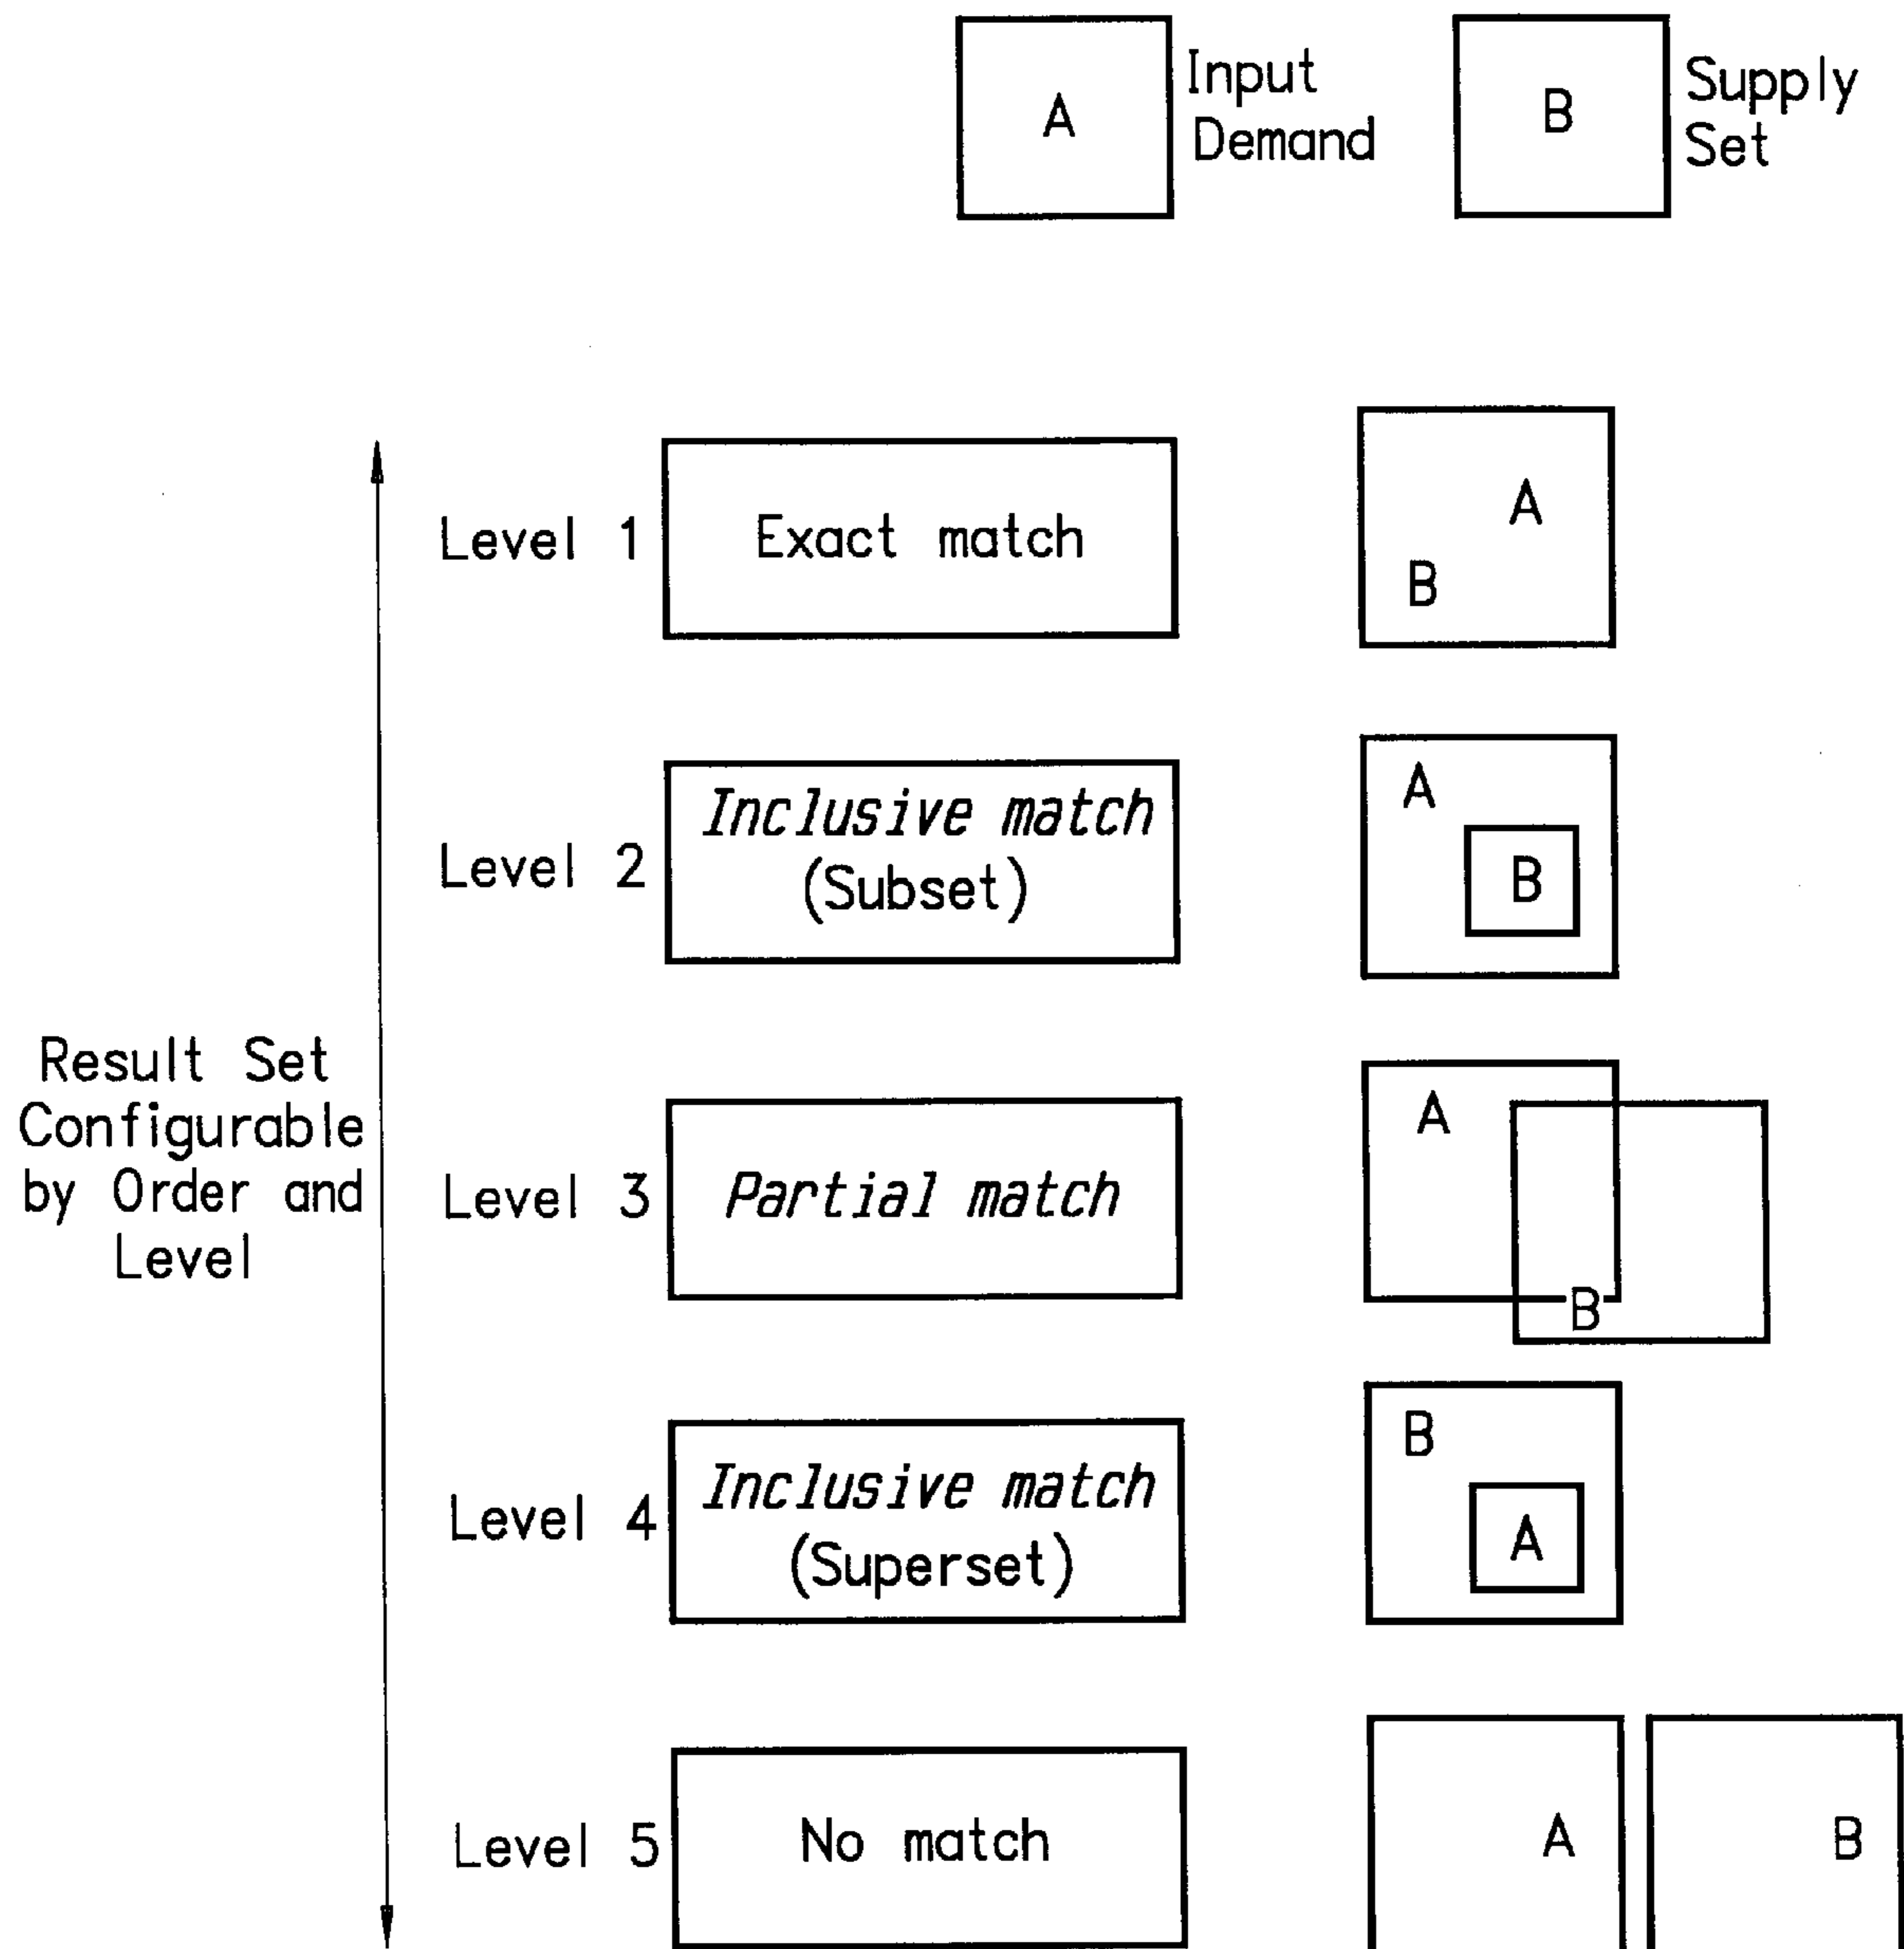 A
Input
Demand
B
Supply
Set
Level 1
Exact match
A
B
Level 2
Inclusive match
(Subset)
A
B
Result Set
Configurable
by Order and
Level
Level 3
Partial match
A
B
Level 4
Inclusive match
(Superset)
B
A
Level 5
No match
A
B